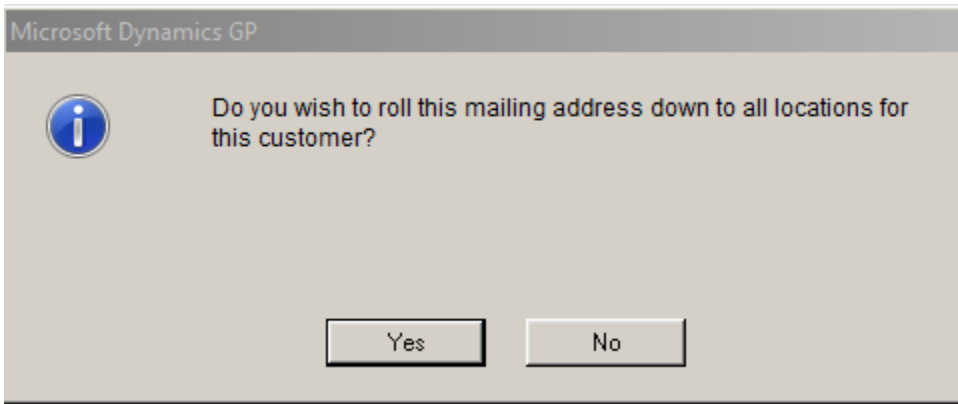 Microsoft Dynamics GP
Do you wish to roll this mailing address down to all locations for
this customer?
Yes
No